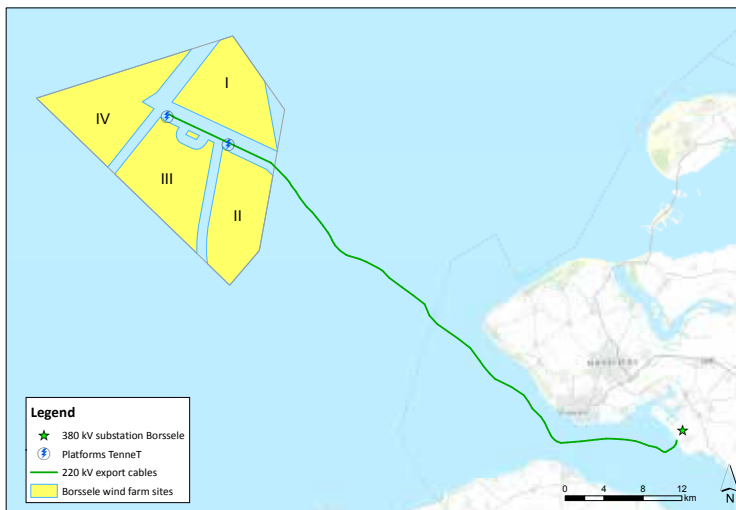 I
IV
III
II
Legend
380 kV substation Borssele
Platforms TenneT
220 kV export cables
Borssele wind farm sites
0 4 8 12
km
N